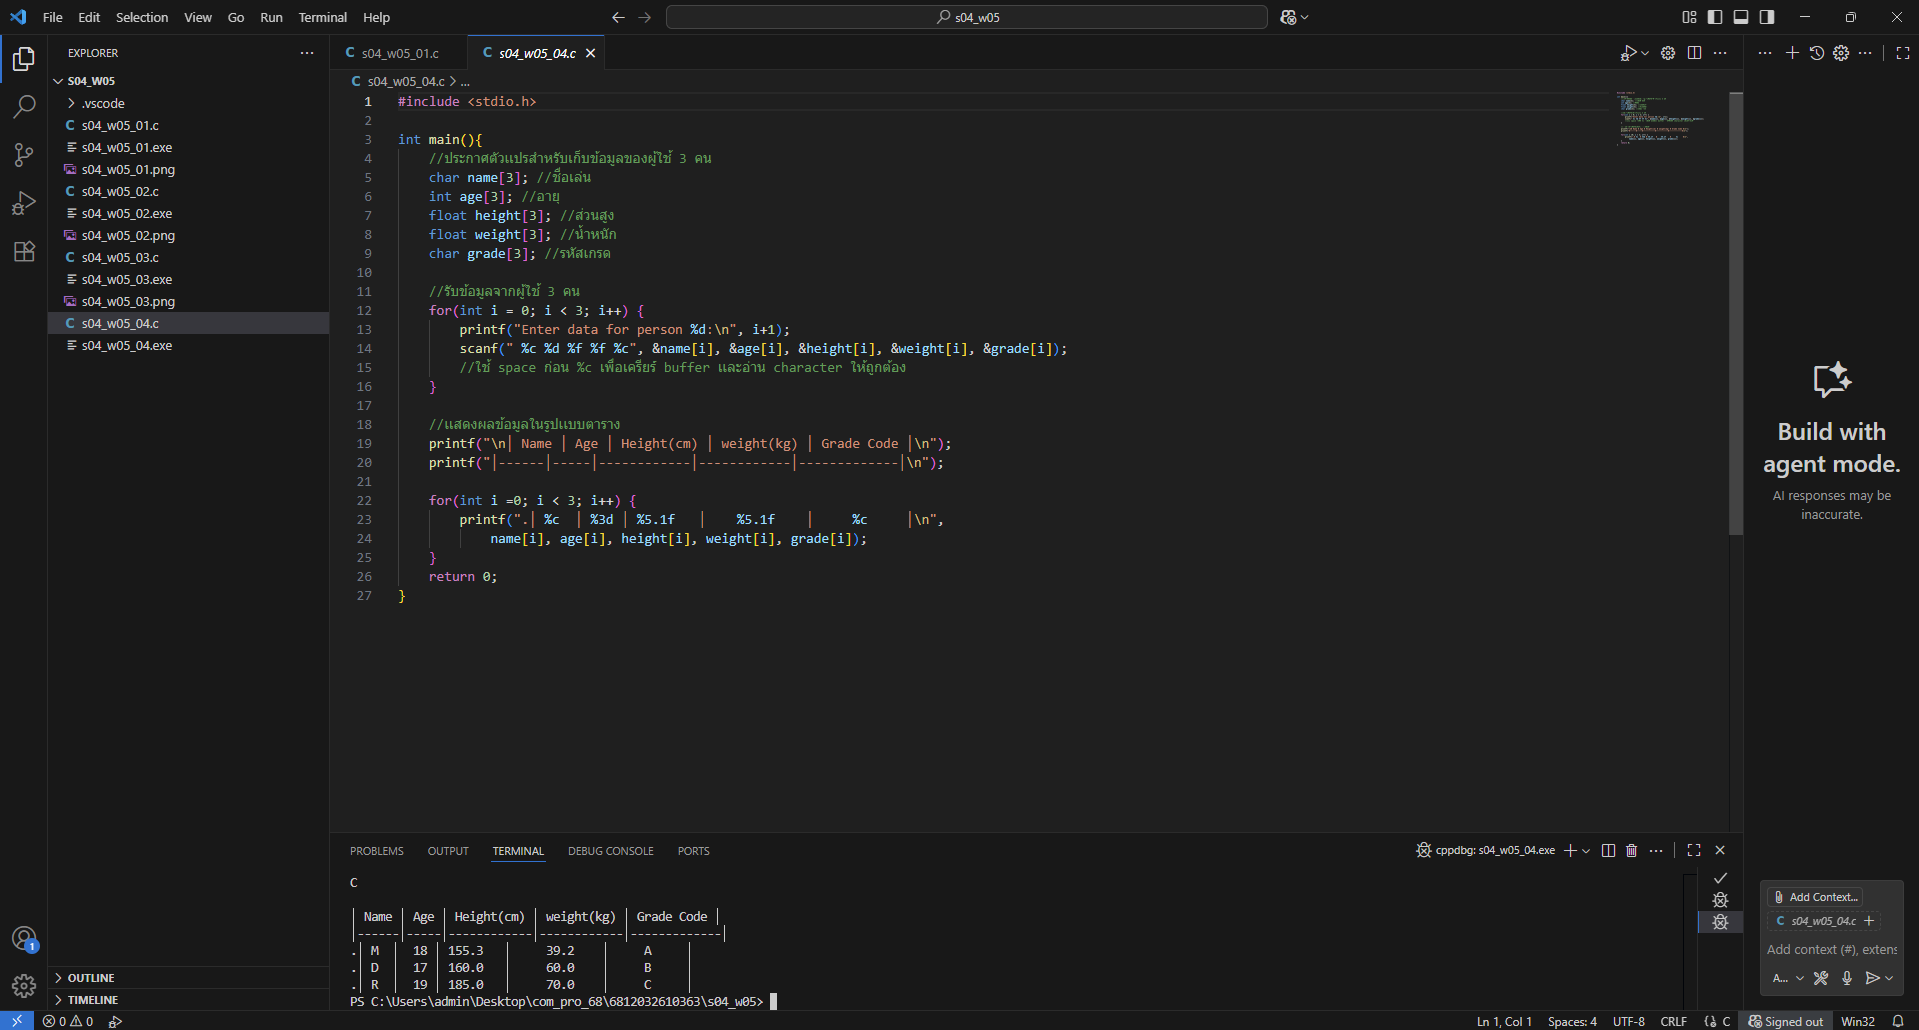 File Edit Selection View Go Run Terminal Help
s04_w05
EXPLORER
S04_W05
.vscode
s04_w05_01.c
s04_w05_01.exe
s04_w05_01.png
s04_w05_02.c
s04_w05_02.exe
s04_w05_02.png
s04_w05_03.c
s04_w05_03.exe
s04_w05_03.png
s04_w05_04.c
s04_w05_04.exe
OUTLINE
TIMELINE
s04_w05_01.c s04_w05_04.c
s04_w05_04.c > ...
1 #include <stdio.h>
2
3 int main(){
4 //ประกาศตัวแปรสำหรับเก็บข้อมูลของผู้ใช้ 3 คน
5 char name[3]; //ชื่อเล่น
6 int age[3]; //อายุ
7 float height[3]; //ส่วนสูง
8 float weight[3]; //น้ำหนัก
9 char grade[3]; //รหัสเกรด
10
11 //รับข้อมูลจากผู้ใช้ 3 คน
12 for(int i = 0; i < 3; i++) {
13 printf("Enter data for person %d:\n", i+1);
14 scanf(" %c %d %f %f %c", &name[i], &age[i], &height[i], &weight[i], &grade[i]);
15 //ใช้ space ก่อน %c เพื่อเครียร์ buffer และอ่าน character ให้ถูกต้อง
16 }
17
18 //แสดงผลข้อมูลในรูปแบบตาราง
19 printf("\n| Name | Age | Height(cm) | weight(kg) | Grade Code |\n");
20 printf("|------|-----|------------|------------|-------------|\n");
21
22 for(int i =0; i < 3; i++) {
23 printf(".| %c  | %3d | %5.1f   |    %5.1f    |     %c     |\n",
24 name[i], age[i], height[i], weight[i], grade[i]);
25 }
26 return 0;
27 }
PROBLEMS OUTPUT TERMINAL DEBUG CONSOLE PORTS
cppdbg: s04_w05_04.exe
C
| Name | Age | Height(cm) | weight(kg) | Grade Code |
|------|-----|------------|------------|-------------|
.| M  |  18 | 155.3   |     39.2    |     A     |
.| D  |  17 | 160.0   |     60.0    |     B     |
.| R  |  19 | 185.0   |     70.0    |     C     |
PS C:\Users\admin\Desktop\com_pro_68\6812032610363\s04_w05>
Build with
agent mode.
AI responses may be
inaccurate.
Add Context...
s04_w05_04.c
Add context (#), extens
A...
1
0 0
Ln 1, Col 1 Spaces: 4 UTF-8 CRLF {} C Signed out Win32